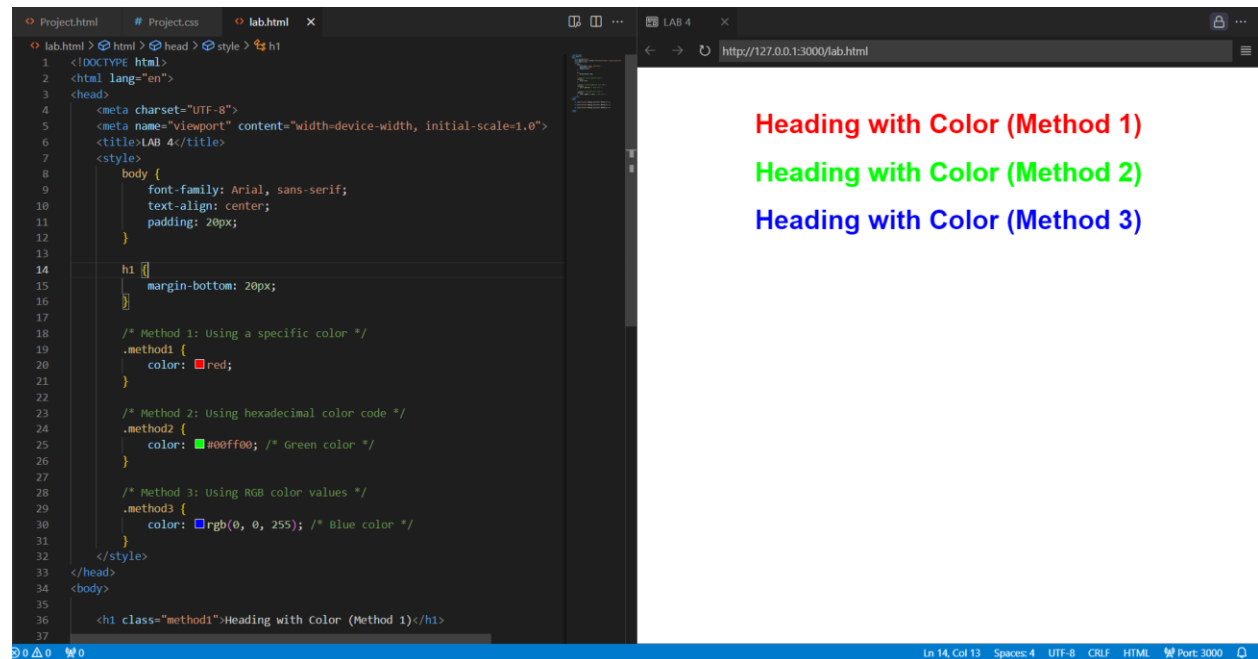 Project.html # Project.css lab.html ×
lab.html > html > head > style > h1
1 <!DOCTYPE html>
2 <html lang="en">
3 <head>
4     <meta charset="UTF-8">
5     <meta name="viewport" content="width=device-width, initial-scale=1.0">
6     <title>LAB 4</title>
7     <style>
8         body {
9             font-family: Arial, sans-serif;
10             text-align: center;
11             padding: 20px;
12         }
13
14         h1 {
15             margin-bottom: 20px;
16         }
17
18         /* Method 1: Using a specific color */
19         .method1 {
20             color: red;
21         }
22
23         /* Method 2: Using hexadecimal color code */
24         .method2 {
25             color: #00ff00; /* Green color */
26         }
27
28         /* Method 3: Using RGB color values */
29         .method3 {
30             color: rgb(0, 0, 255); /* Blue color */
31         }
32     </style>
33 </head>
34 <body>
35
36     <h1 class="method1">Heading with Color (Method 1)</h1>
37
LAB 4 ×
http://127.0.0.1:3000/lab.html
Heading with Color (Method 1)
Heading with Color (Method 2)
Heading with Color (Method 3)
0 0 0 Ln 14, Col 13 Spaces: 4 UTF-8 CRLF HTML Port: 3000